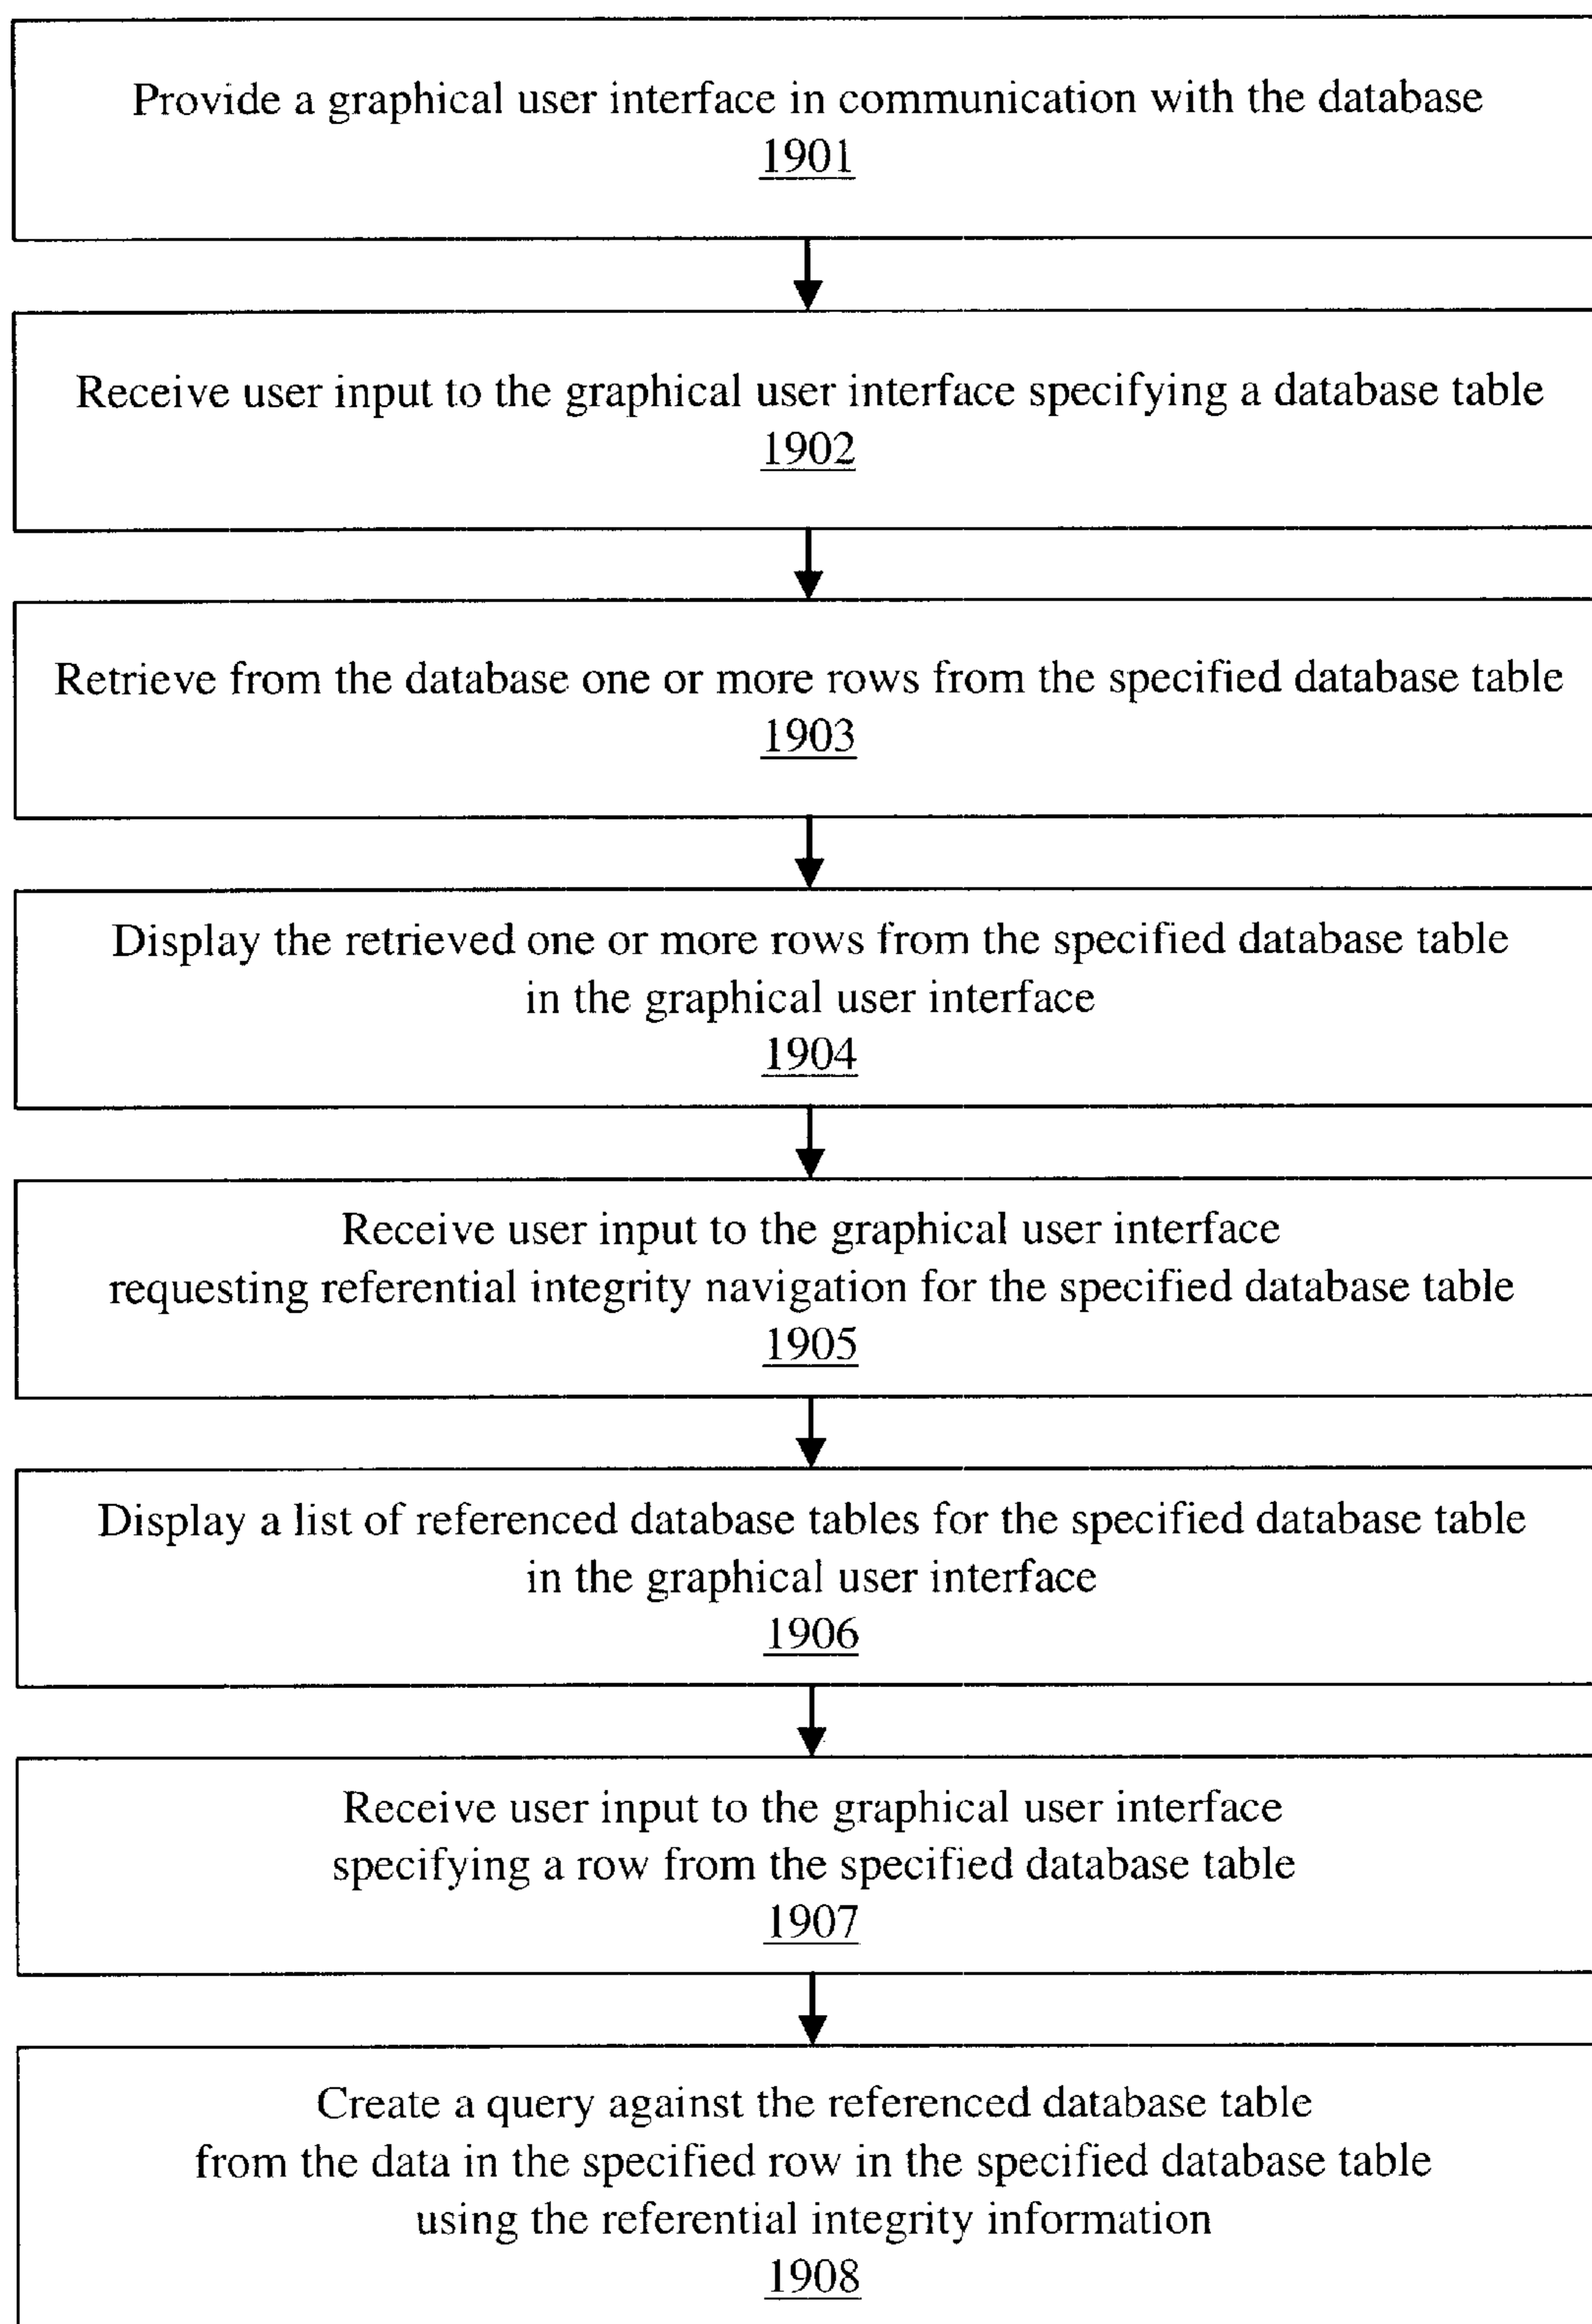 Provide a graphical user interface in communication with the database
1901
Receive user input to the graphical user interface specifying a database table
1902
Retrieve from the database one or more rows from the specified database table
1903
Display the retrieved one or more rows from the specified database table
in the graphical user interface
1904
Receive user input to the graphical user interface
requesting referential integrity navigation for the specified database table
1905
Display a list of referenced database tables for the specified database table
in the graphical user interface
1906
Receive user input to the graphical user interface
specifying a row from the specified database table
1907
Create a query against the referenced database table
from the data in the specified row in the specified database table
using the referential integrity information
1908